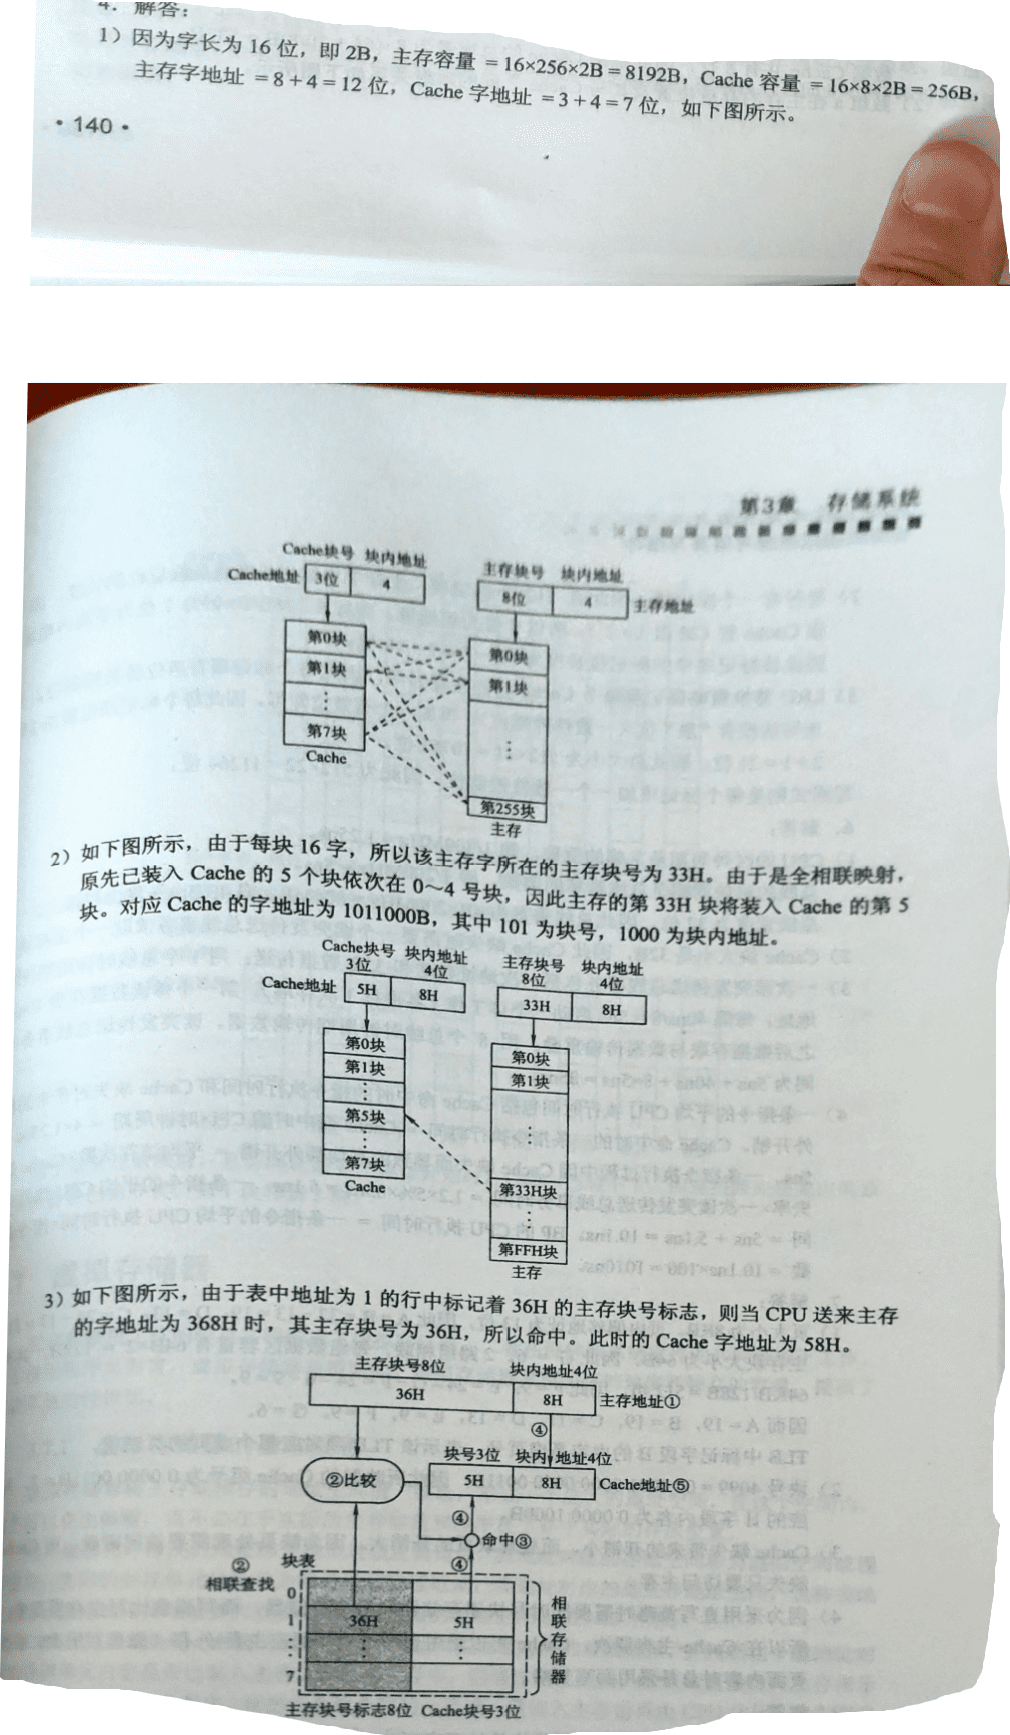 4. 解答：
1）因为字长为 16 位，即 2B，主存容量 =16×256×2B=8192B，Cache 容量 =16×8×2B=256B，
主存字地址 =8+4=12 位，Cache 字地址 =3+4=7 位，如下图所示。
• 140 •
第3章 存储系统
Cache块号 块内地址
Cache地址 3位 4
主存块号 块内地址
8位 4 主存地址
第0块
第1块
⋮
第7块
Cache
第0块
第1块
⋮
第255块
主存
2）如下图所示，由于每块 16 字，所以该主存字所在的主存块号为 33H。由于是全相联映射，
原先已装入 Cache 的 5 个块依次在 0～4 号块，因此主存的第 33H 块将装入 Cache 的第 5
块。对应 Cache 的字地址为 1011000B，其中 101 为块号，1000 为块内地址。
Cache块号 块内地址
3位 4位
Cache地址 5H 8H
主存块号 块内地址
8位 4位
33H 8H
第0块
第1块
⋮
第5块
⋮
第7块
Cache
第0块
第1块
⋮
第33H块
⋮
第FFH块
主存
3）如下图所示，由于表中地址为 1 的行中标记着 36H 的主存块号标志，则当 CPU 送来主存
的字地址为 368H 时，其主存块号为 36H，所以命中。此时的 Cache 字地址为 58H。
主存块号8位 块内地址4位
36H 8H 主存地址①
④
块号3位 块内地址4位
②比较 5H 8H Cache地址⑤
④
命中③
④
②
相联查找
块表
0
1 36H 5H
⋮ ⋮ ⋮
7
相联存储器
主存块号标志8位 Cache块号3位